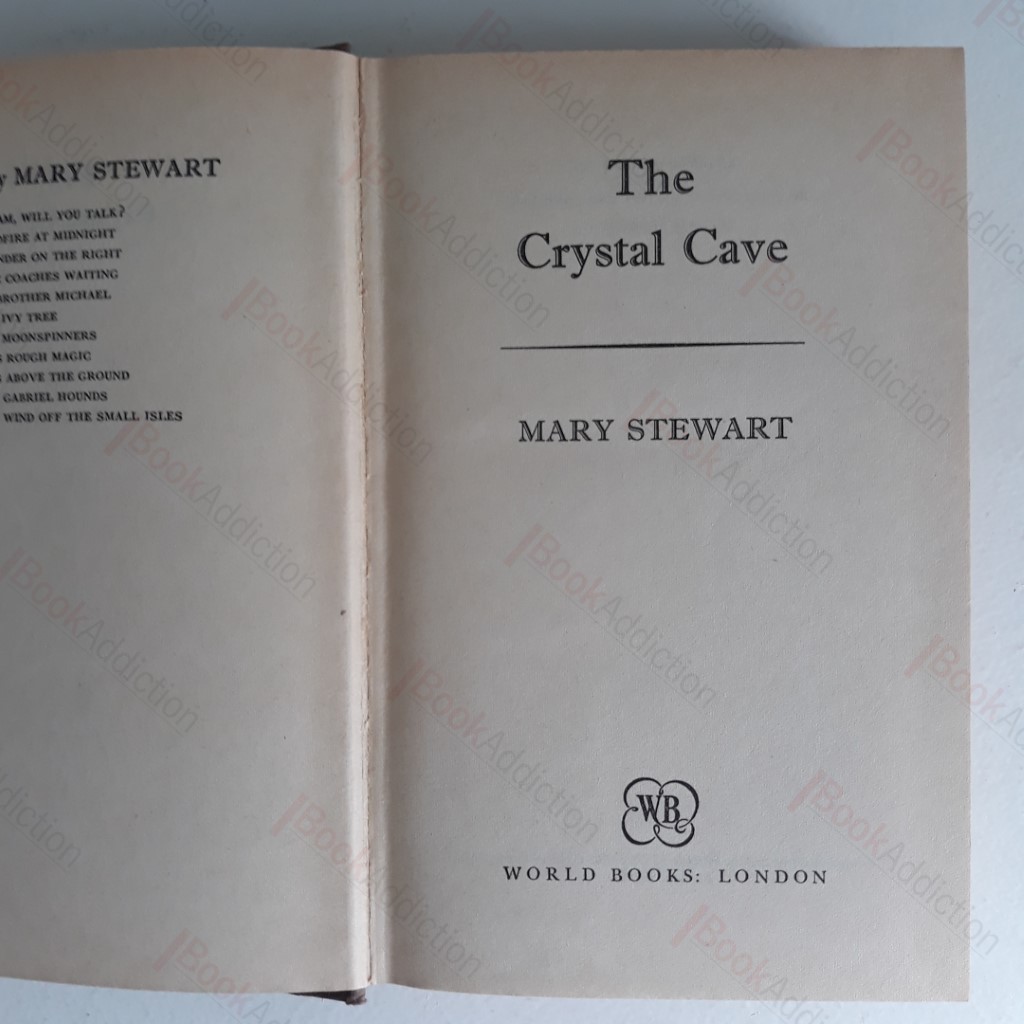 y MARY STEWART
AM, WILL YOU TALK?
FIRE AT MIDNIGHT
NDER ON THE RIGHT
COACHES WAITING
BROTHER MICHAEL
IVY TREE
MOONSPINNERS
S ROUGH MAGIC
S ABOVE THE GROUND
GABRIEL HOUNDS
WIND OFF THE SMALL ISLES
The
Crystal Cave
MARY STEWART
WB
WORLD BOOKS: LONDON
BookAddiction